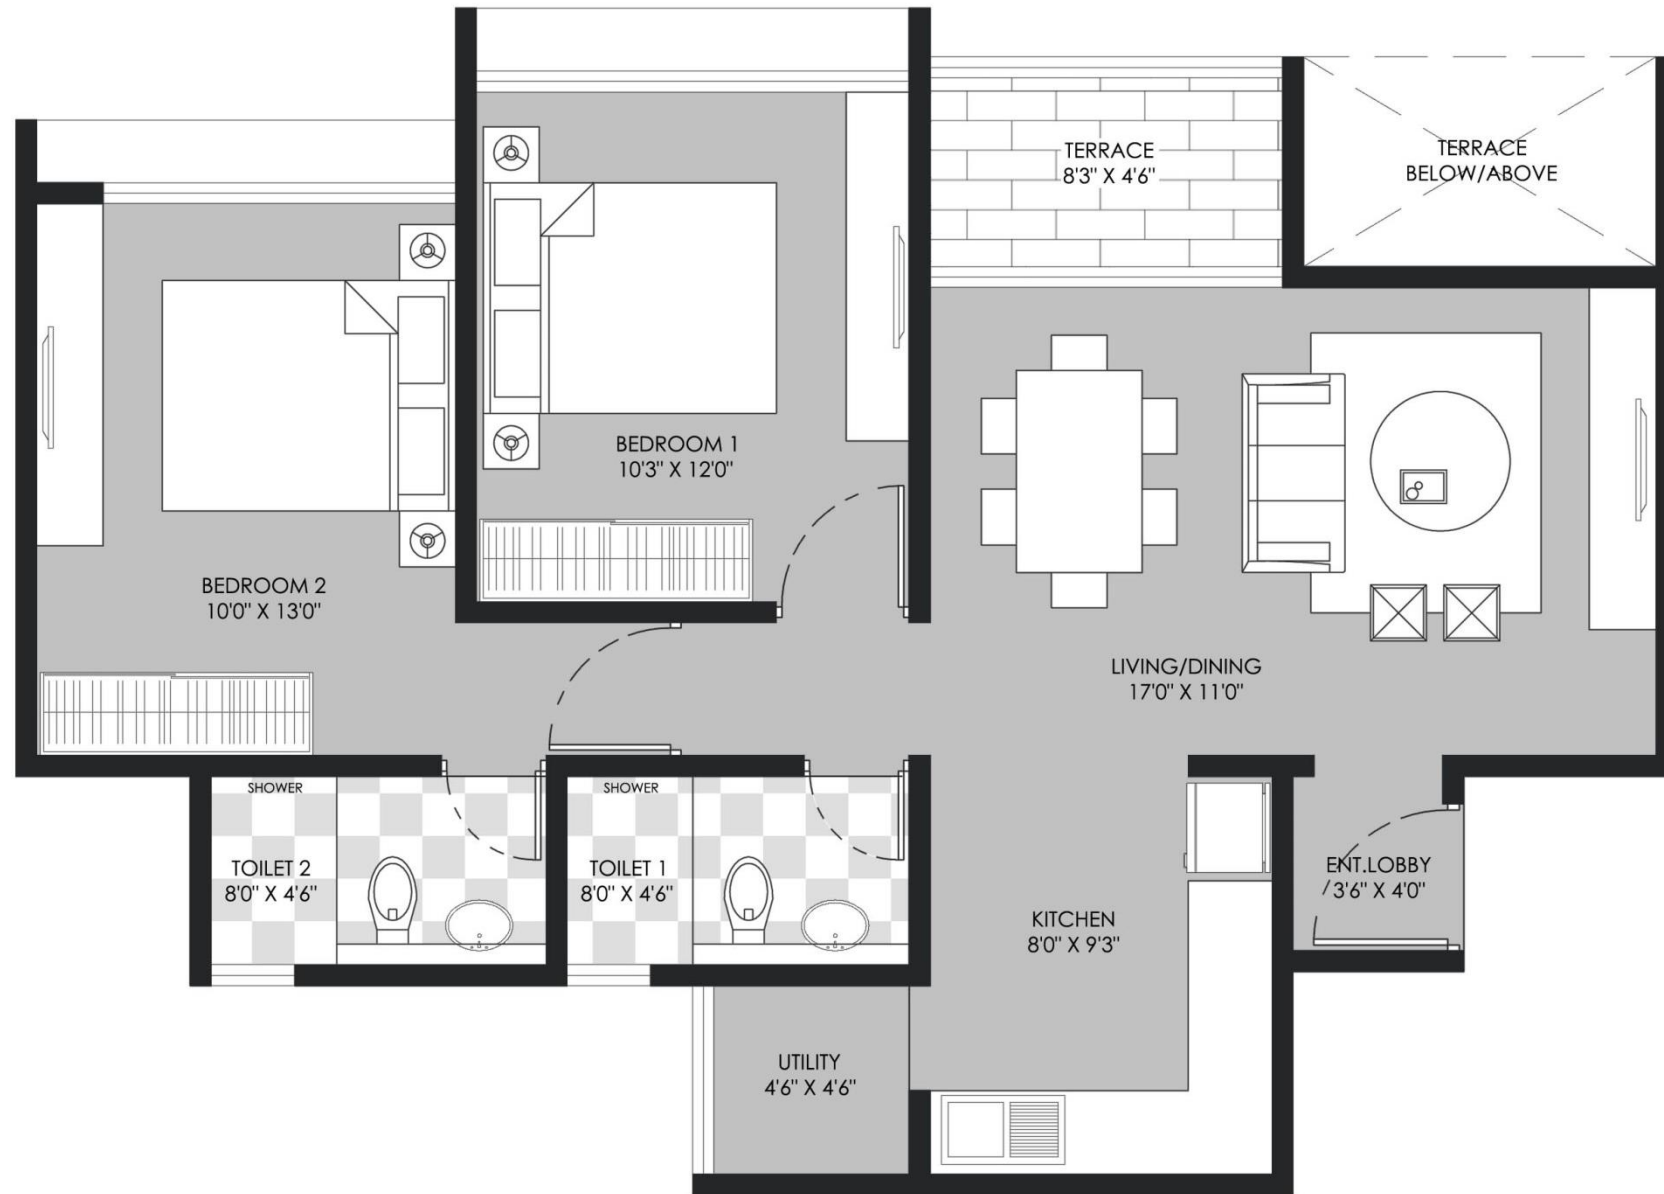 TERRACE
8'3" X 4'6"
TERRACE
BELOW/ABOVE
BEDROOM 1
10'3" X 12'0"
BEDROOM 2
10'0" X 13'0"
LIVING/DINING
17'0" X 11'0"
SHOWER
TOILET 2
8'0" X 4'6"
SHOWER
TOILET 1
8'0" X 4'6"
ENT.LOBBY
3'6" X 4'0"
KITCHEN
8'0" X 9'3"
UTILITY
4'6" X 4'6"